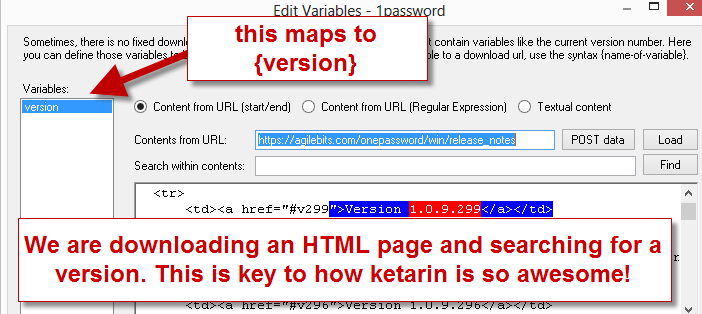 Edit Variables - 1password
Sometimes, there is no fixed downlo
t contain variables like the current version number. Here
you can define those variables to
ble to a download url, use the syntax {name-of-variable}.
this maps to
{version}
Variables:
version
Content from URL (start/end)
Content from URL (Regular Expression)
Textual content
Contents from URL:
https://agilebits.com/onepassword/win/release_notes
POST data
Load
Search within contents:
Find
<tr>
<td><a href="#v299">Version 1.0.9.299</a></td>
We are downloading an HTML page and searching for a
version. This is key to how ketarin is so awesome!
<td><a href="#v296">Version 1.0.9.296</a></td>